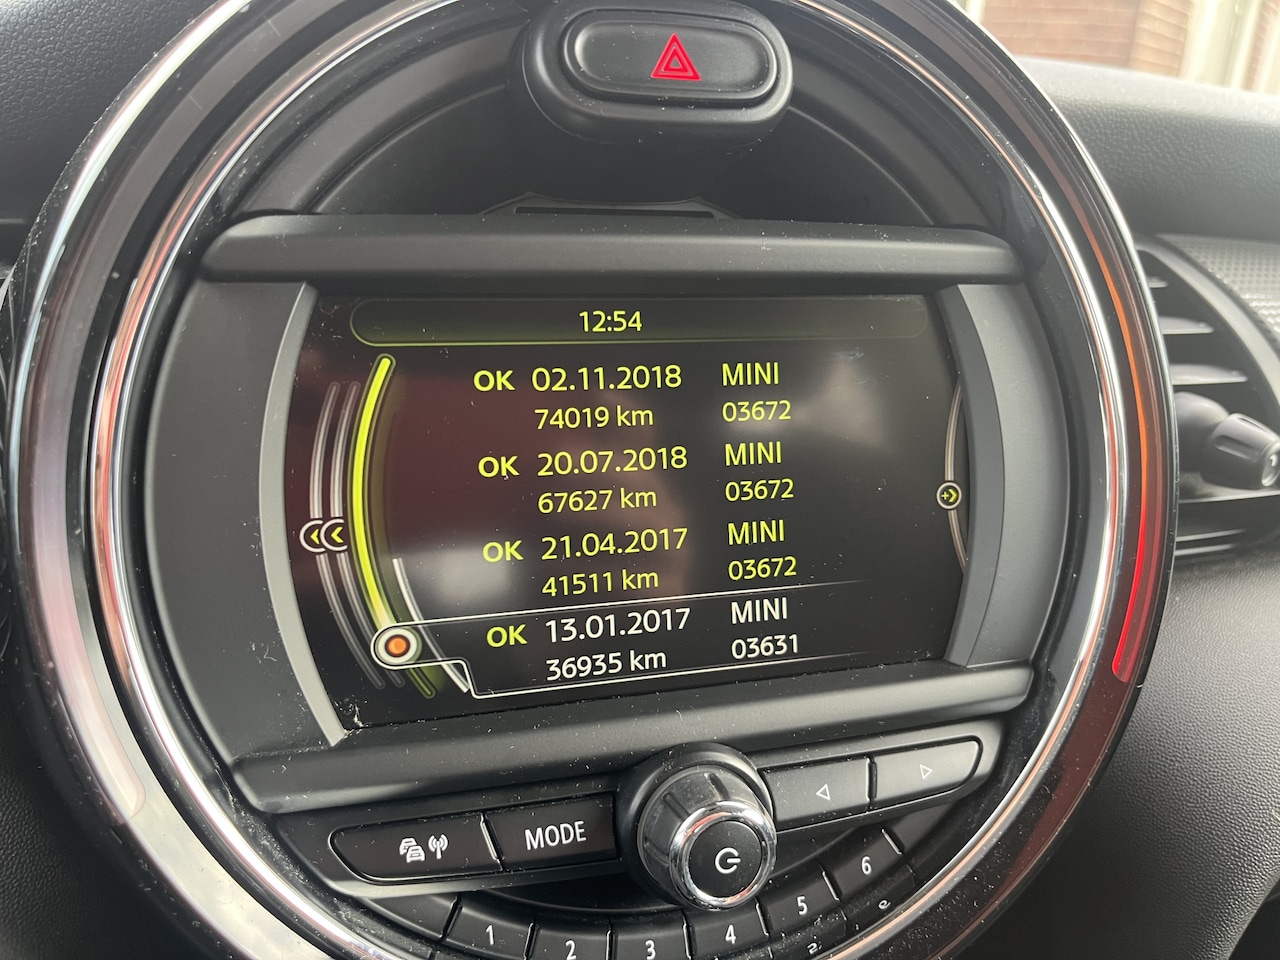 12:54
OK 02.11.2018 MINI
74019 km 03672
OK 20.07.2018 MINI
67627 km 03672
OK 21.04.2017 MINI
41511 km 03672
OK 13.01.2017 MINI
36935 km 03631
MODE
1 2 3 4 5 6